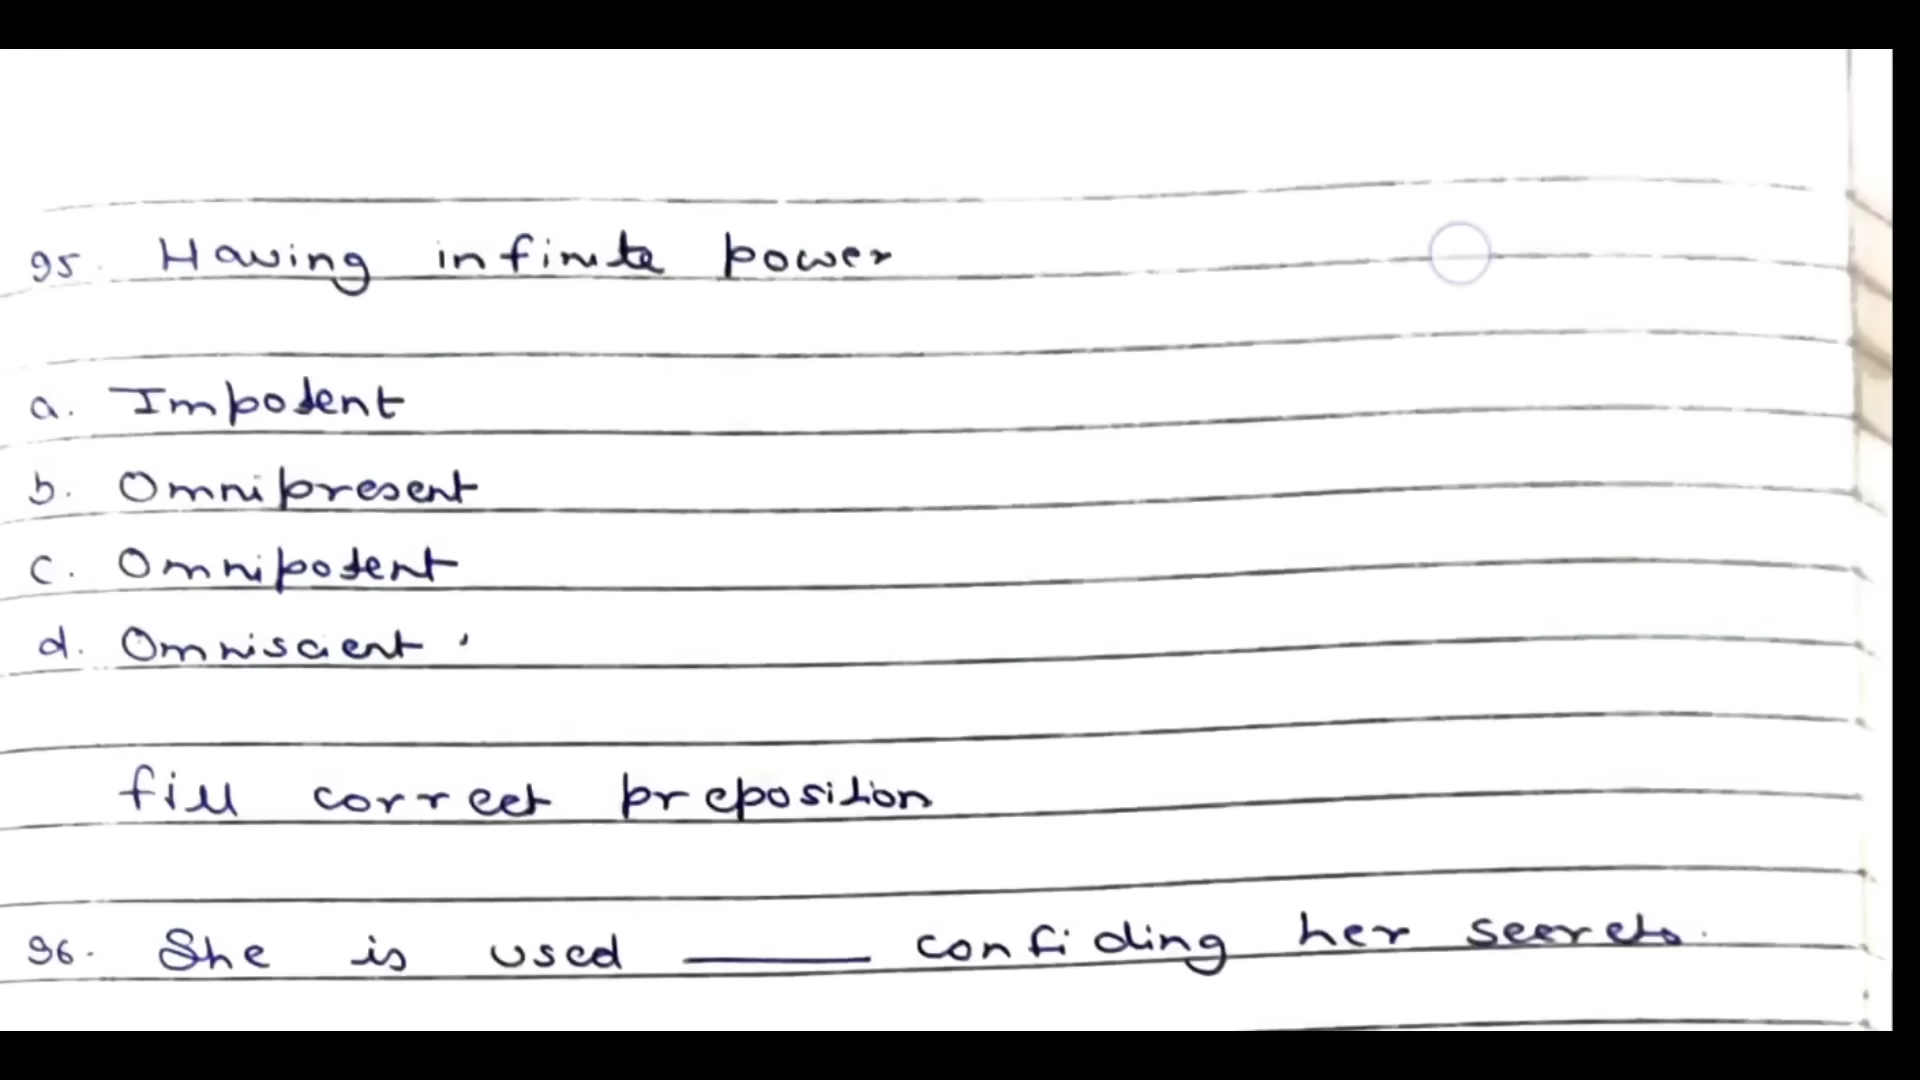 95. Having infinite power
a. Impotent
b. Omnipresent
c. Omnipotent
d. Omniscient
fill correct preposition
96. She is used ______ confiding her secrets.